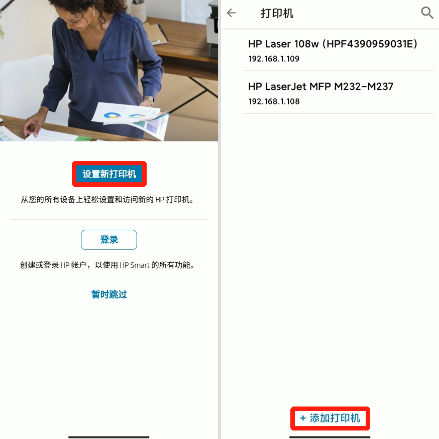 设置新打印机
从您的所有设备上轻松设置和访问新的 HP 打印机。
登录
创建或登录 HP 帐户，以使用 HP Smart 的所有功能。
暂时跳过
打印机
HP Laser 108w (HPF4390959031E)
192.168.1.109
HP LaserJet MFP M232-M237
192.168.1.108
+ 添加打印机